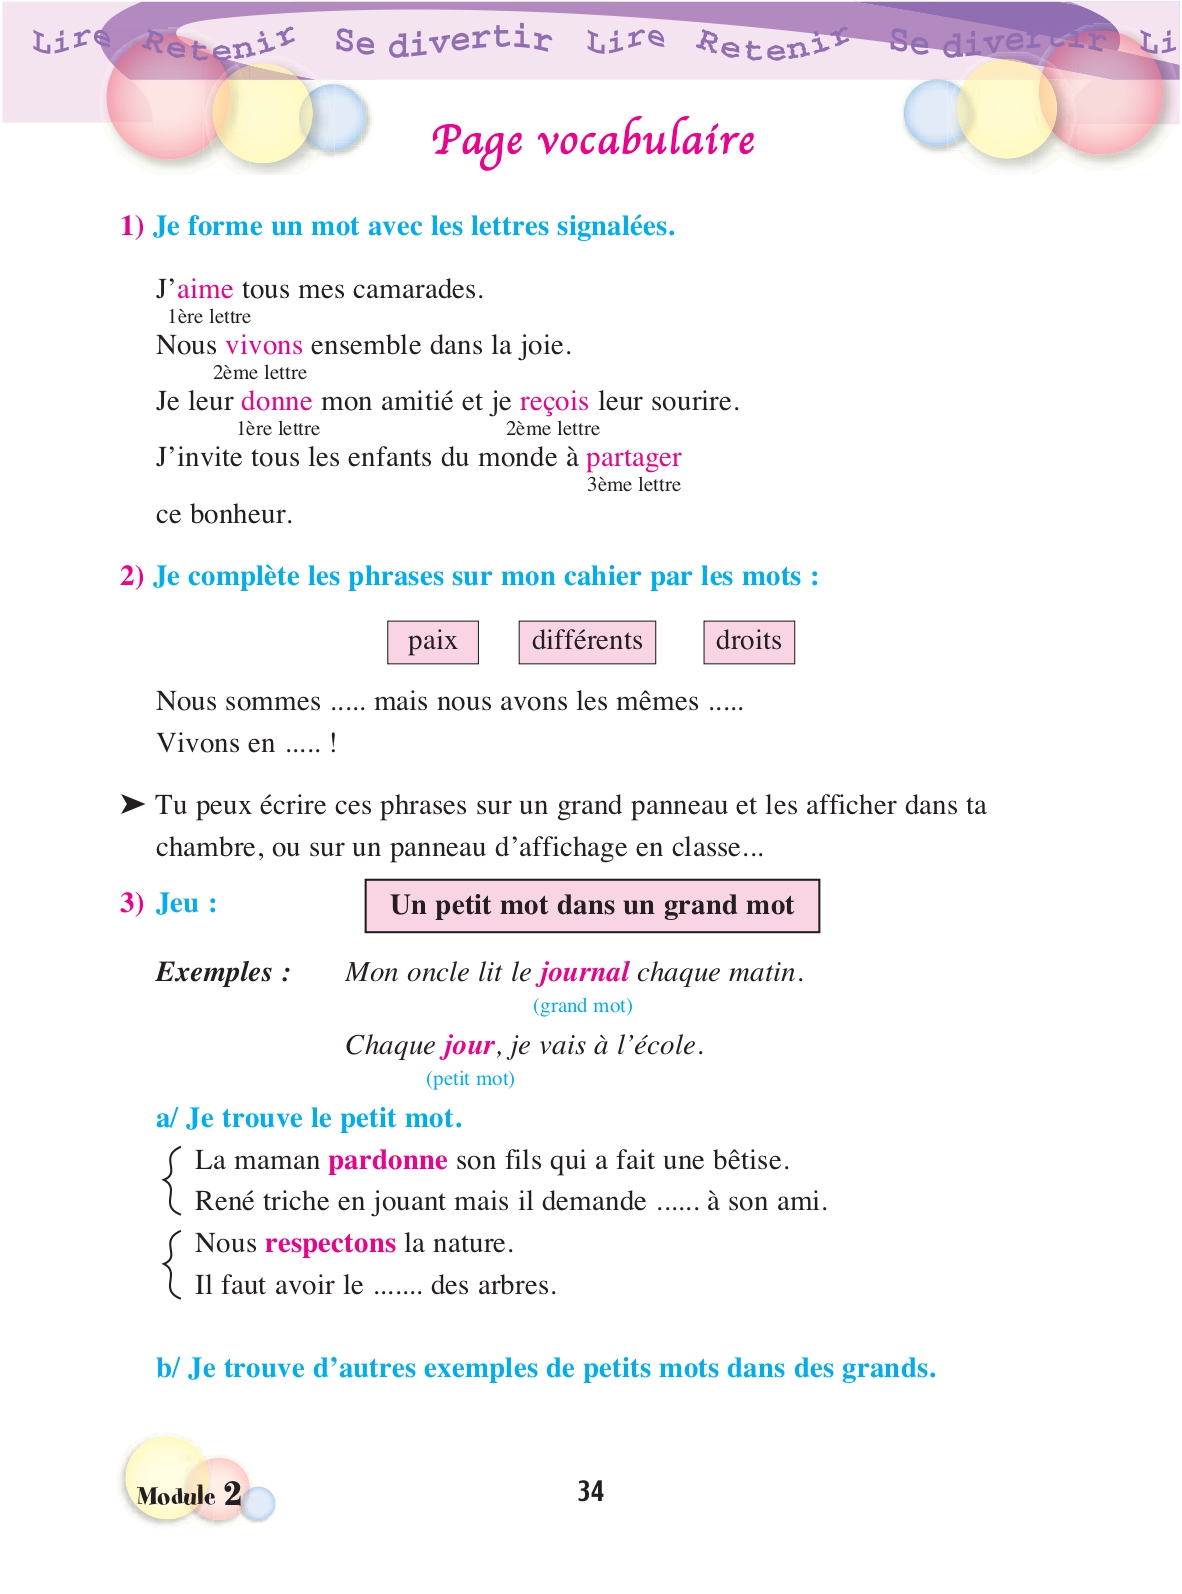 Lire Retenir Se divertir Lire Retenir Se divertir Li
Page vocabulaire
1) Je forme un mot avec les lettres signalées.
J’aime tous mes camarades.
1ère lettre
Nous vivons ensemble dans la joie.
2ème lettre
Je leur donne mon amitié et je reçois leur sourire.
1ère lettre 2ème lettre
J’invite tous les enfants du monde à partager
3ème lettre
ce bonheur.
2) Je complète les phrases sur mon cahier par les mots :
paix différents droits
Nous sommes ..... mais nous avons les mêmes .....
Vivons en ..... !
➤ Tu peux écrire ces phrases sur un grand panneau et les afficher dans ta
chambre, ou sur un panneau d’affichage en classe...
3) Jeu : Un petit mot dans un grand mot
Exemples : Mon oncle lit le journal chaque matin.
(grand mot)
Chaque jour, je vais à l’école.
(petit mot)
a/ Je trouve le petit mot.
La maman pardonne son fils qui a fait une bêtise.
René triche en jouant mais il demande ...... à son ami.
Nous respectons la nature.
Il faut avoir le ....... des arbres.
b/ Je trouve d’autres exemples de petits mots dans des grands.
Module 2
34